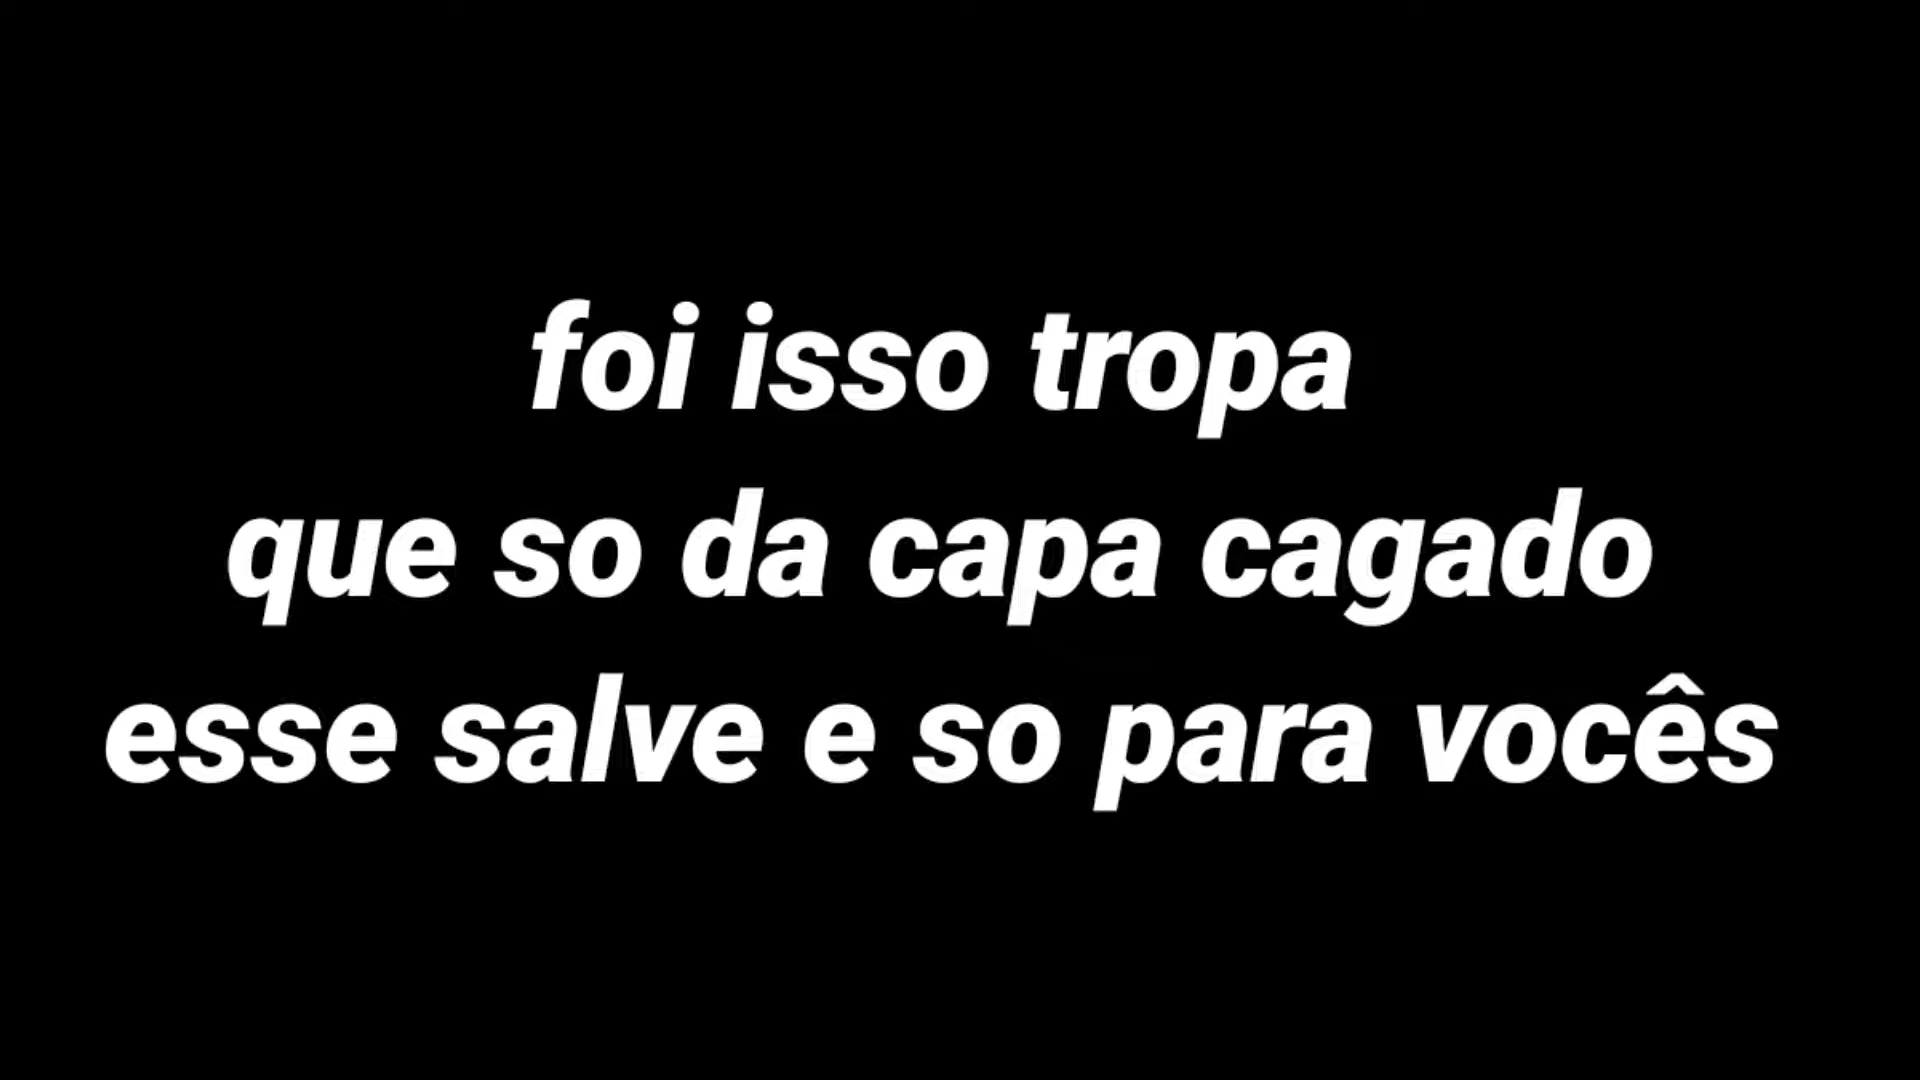 foi isso tropa
que so da capa cagado
esse salve e so para vocês